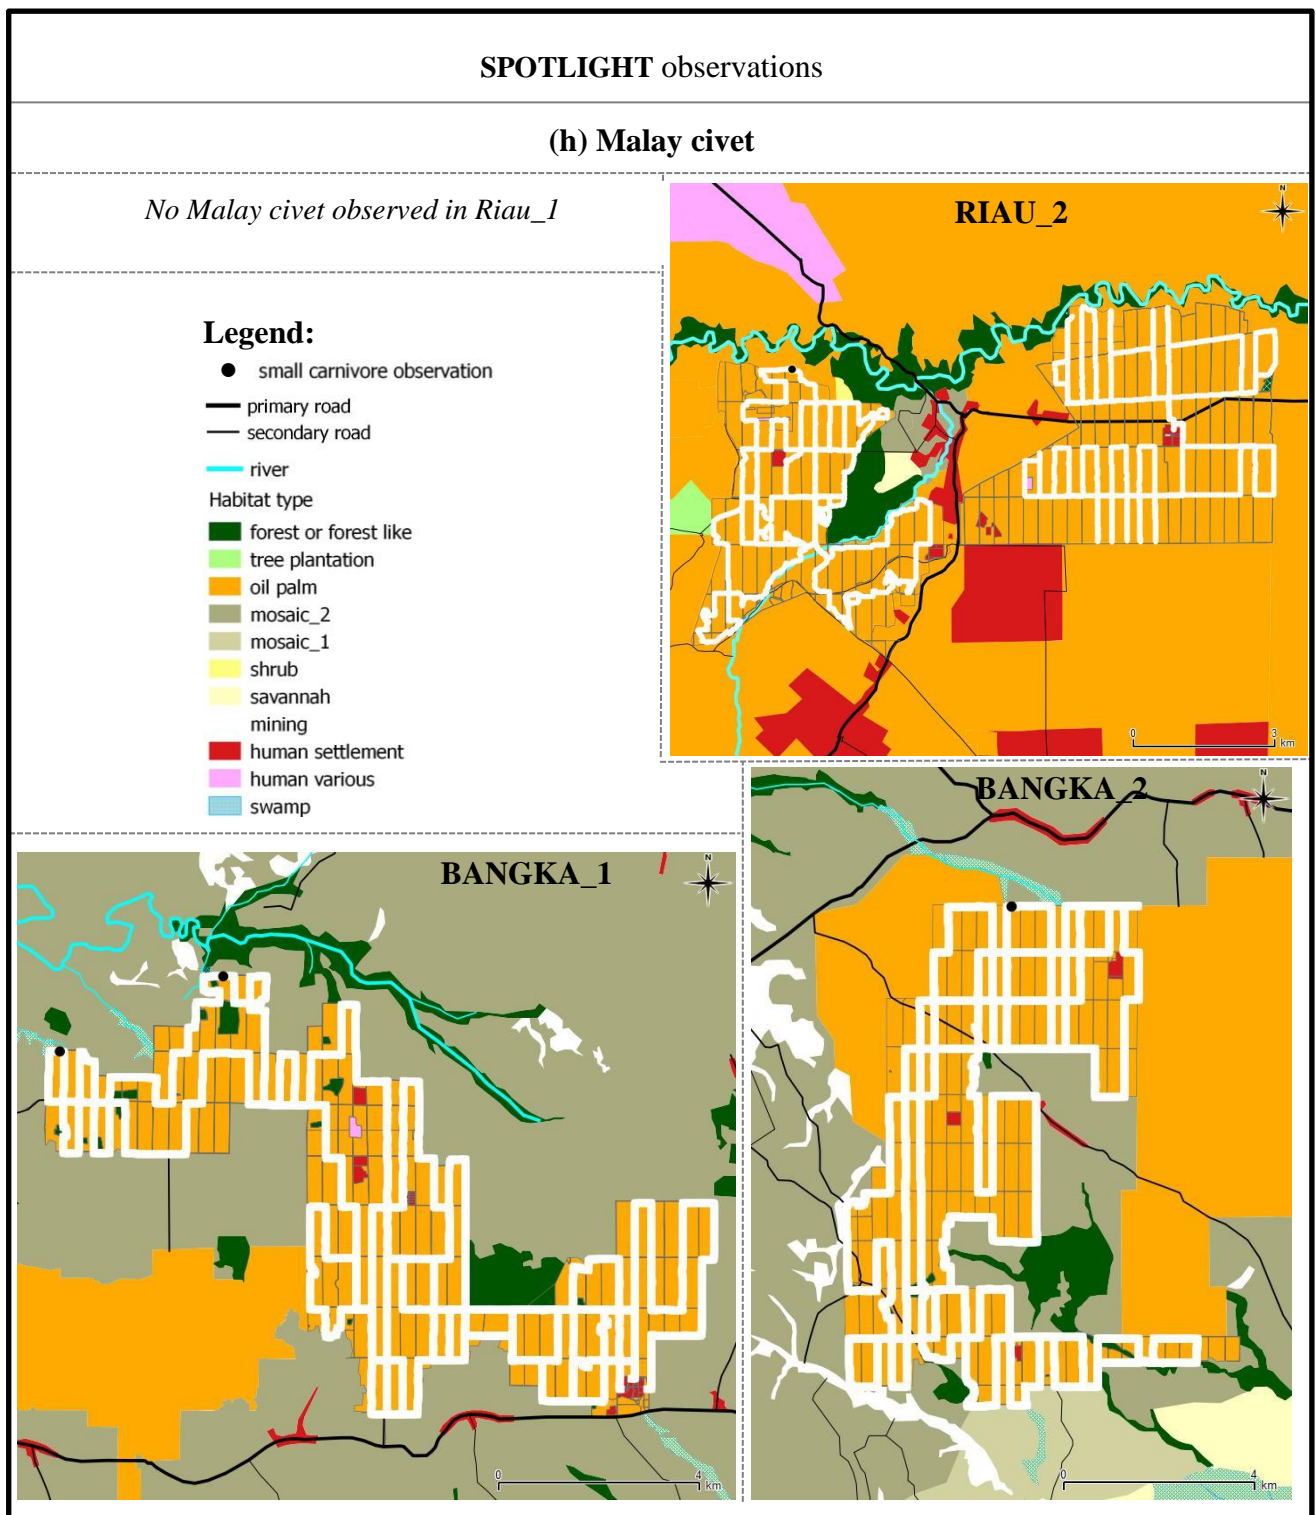 SPOTLIGHT observations
(h) Malay civet
No Malay civet observed in Riau_1
RIAU_2
N
0 3
km
Legend:
small carnivore observation
primary road
secondary road
river
Habitat type
forest or forest like
tree plantation
oil palm
mosaic_2
mosaic_1
shrub
savannah
mining
human settlement
human various
swamp
BANGKA_2
N
0 4
km
BANGKA_1
N
0 4
km